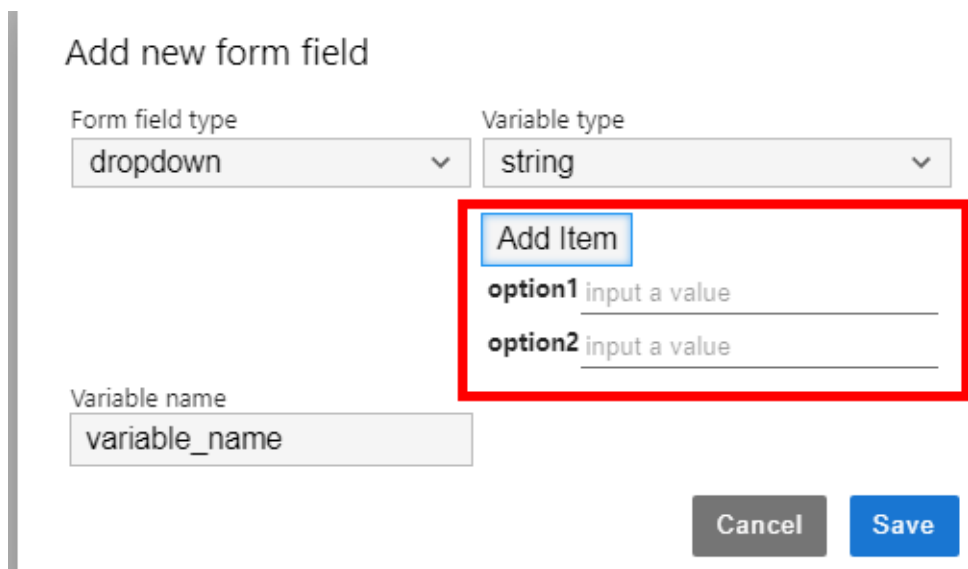 Add new form field
Form field type
Variable type
dropdown
string
Add Item
option1 input a value
option2 input a value
Variable name
variable_name
Cancel
Save